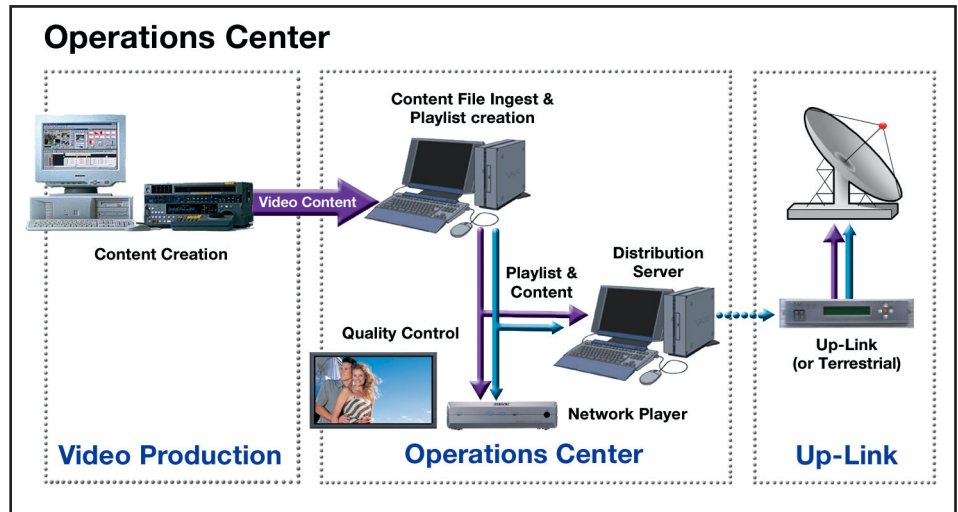 Operations Center
Content File Ingest &
Playlist creation
Video Content
Content Creation
Playlist &
Content
Distribution
Server
Quality Control
Up-Link
(or Terrestrial)
Network Player
Video Production
Operations Center
Up-Link